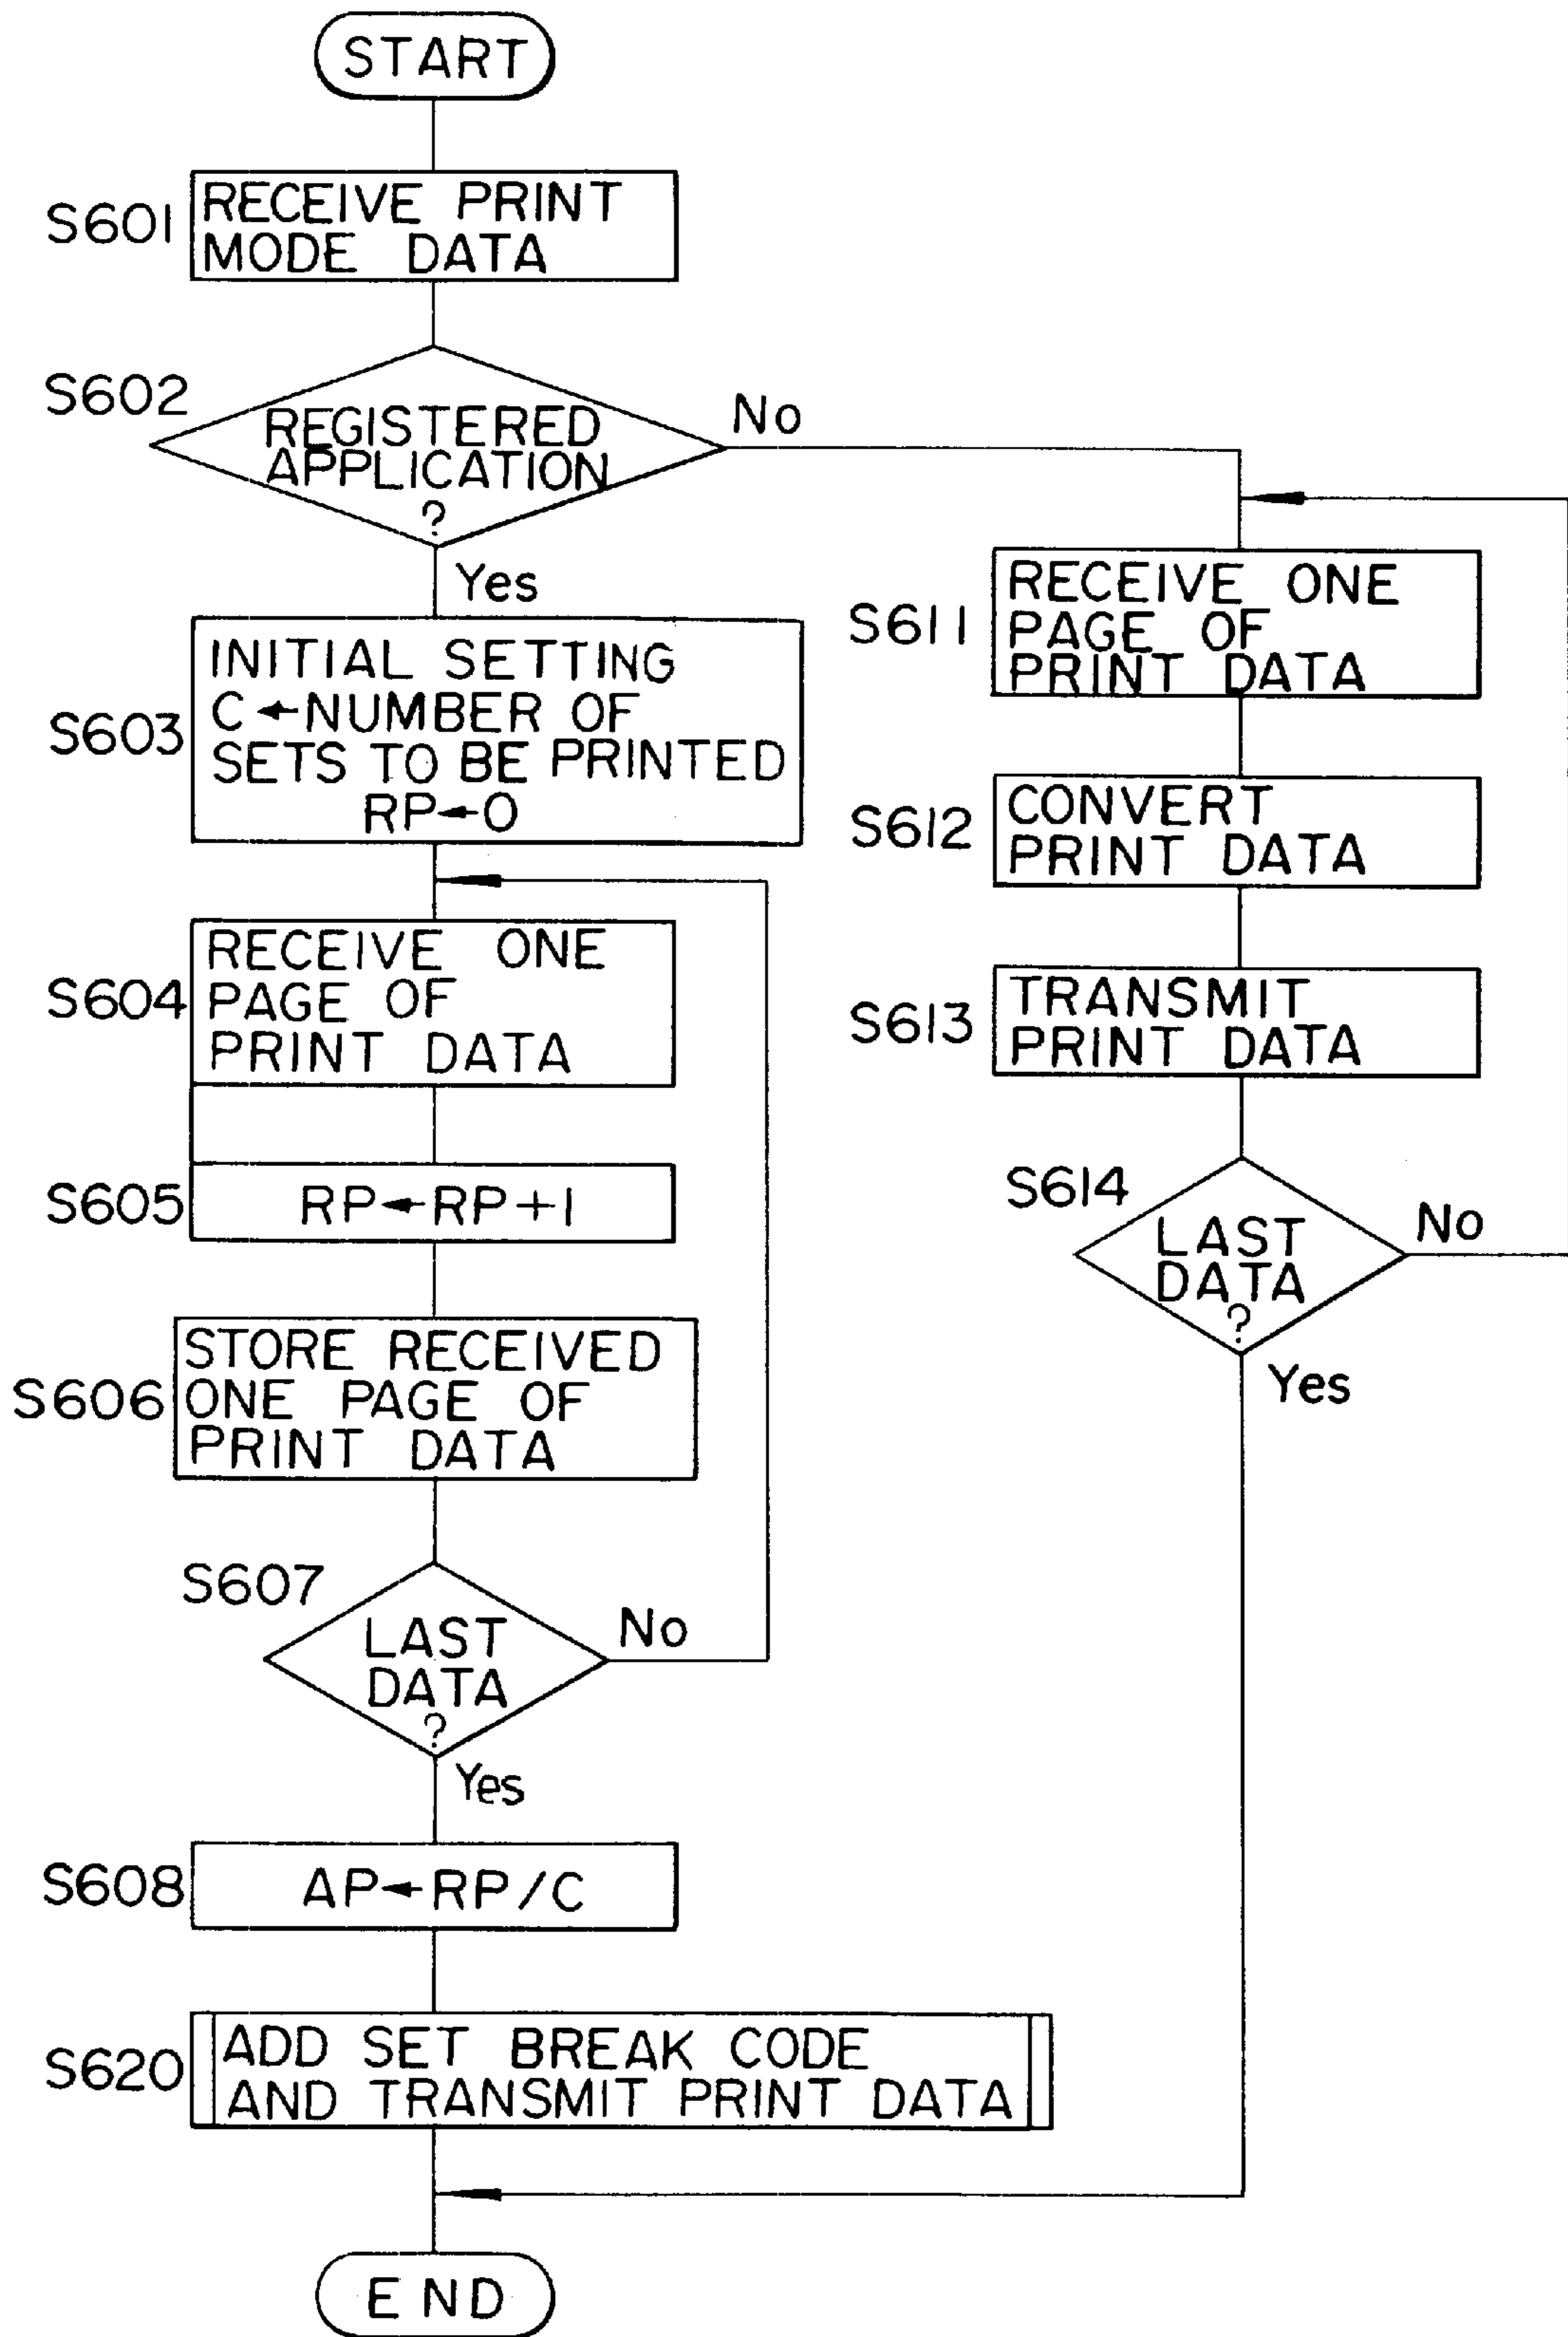 START
S601
RECEIVE PRINT
MODE DATA
S602
REGISTERED
APPLICATION
?
No
Yes
S603
INITIAL SETTING
C←NUMBER OF
SETS TO BE PRINTED
RP←0
S604
RECEIVE ONE
PAGE OF
PRINT DATA
S605
RP←RP+1
S606
STORE RECEIVED
ONE PAGE OF
PRINT DATA
S607
LAST
DATA
?
No
Yes
S608
AP←RP/C
S620
ADD SET BREAK CODE
AND TRANSMIT PRINT DATA
S611
RECEIVE ONE
PAGE OF
PRINT DATA
S612
CONVERT
PRINT DATA
S613
TRANSMIT
PRINT DATA
S614
LAST
DATA
?
No
Yes
END